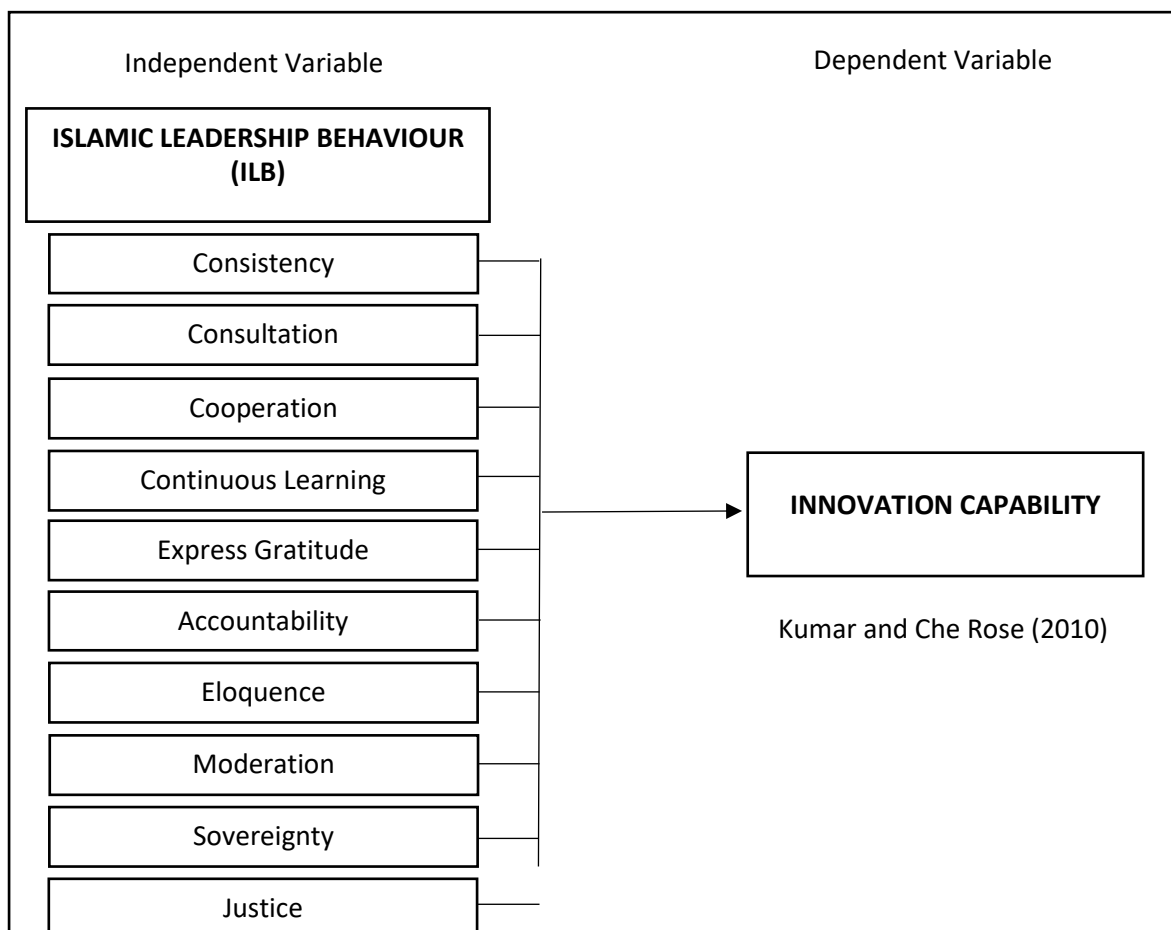 Independent Variable
Dependent Variable
ISLAMIC LEADERSHIP BEHAVIOUR
(ILB)
Consistency
Consultation
Cooperation
Continuous Learning
Express Gratitude
Accountability
Eloquence
Moderation
Sovereignty
Justice
INNOVATION CAPABILITY
Kumar and Che Rose (2010)